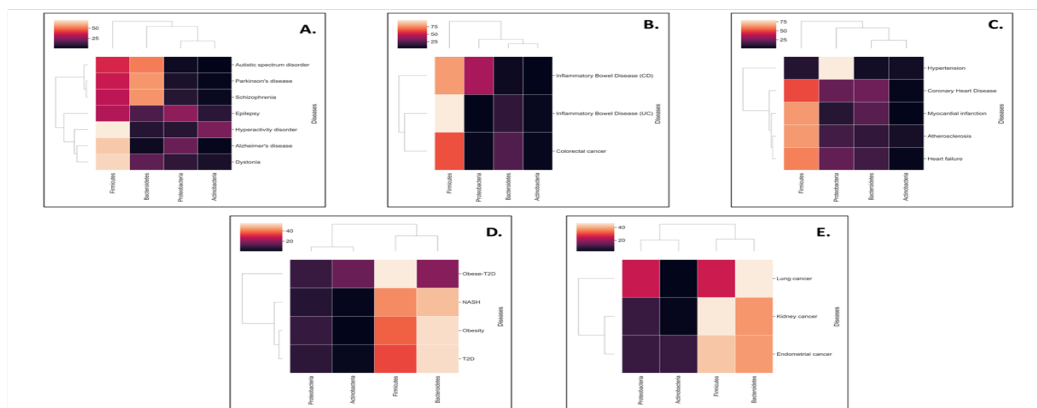 A.
50
25
Autistic spectrum disorder
Parkinson's disease
Schizophrenia
Epilepsy
Hyperactivity disorder
Alzheimer's disease
Dystonia
Diseases
Firmicutes
Bacteroidetes
Proteobacteria
Actinobacteria
B.
75
50
25
Inflammatory Bowel Disease (CD)
Inflammatory Bowel Disease (UC)
Colorectal cancer
Diseases
Firmicutes
Proteobacteria
Bacteroidetes
Actinobacteria
C.
75
50
25
Hypertension
Coronary Heart Disease
Myocardial infarction
Atherosclerosis
Heart failure
Diseases
Firmicutes
Proteobacteria
Bacteroidetes
Actinobacteria
D.
40
20
Obese-T2D
NASH
Obesity
T2D
Diseases
Proteobacteria
Actinobacteria
Firmicutes
Bacteroidetes
E.
40
20
Lung cancer
Kidney cancer
Endometrial cancer
Diseases
Proteobacteria
Actinobacteria
Firmicutes
Bacteroidetes